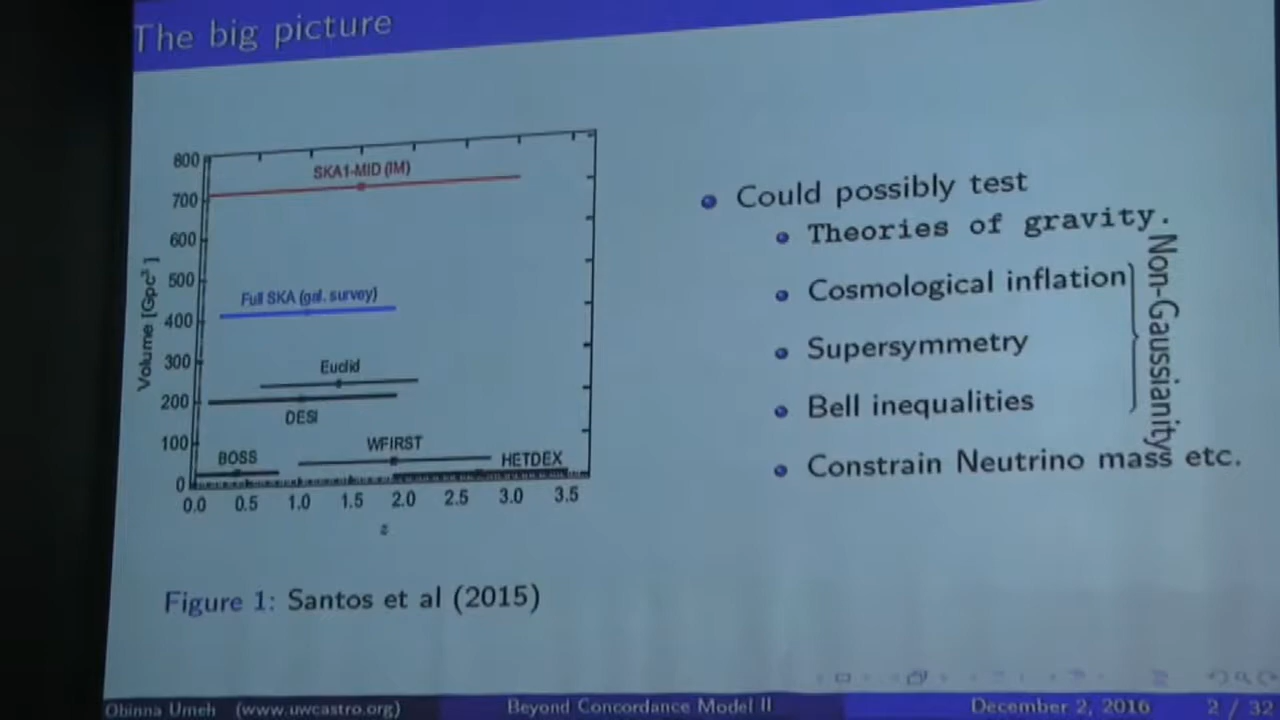 The big picture
800
700
600
500
400
300
200
100
0
Volume [Gpc³]
SKA1-MID (IM)
Full SKA (gal. survey)
Euclid
DESI
BOSS
WFIRST
HETDEX
0.0 0.5 1.0 1.5 2.0 2.5 3.0 3.5
z
Figure 1: Santos et al (2015)
Could possibly test
Theories of gravity.
Cosmological inflation
Supersymmetry
Bell inequalities
Constrain Neutrino mass etc.
Non-Gaussianity
Obinna Umeh (www.uwcastro.org) Beyond Concordance Model II December 2, 2016 2 / 32